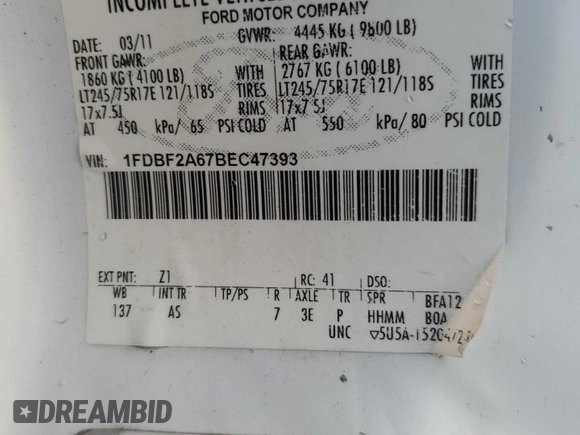 INCOMPLETE
FORD MOTOR COMPANY
DATE: 03/11 GVWR: 4445 KG ( 9800 LB)
FRONT GAWR: REAR GAWR:
1860 KG ( 4100 LB) WITH 2767 KG ( 6100 LB) WITH
LT245/75R17E 121/118S TIRES LT245/75R17E 121/118S TIRES
17x7.5J RIMS 17x7.5J RIMS
AT 450 kPa/ 65 PSI COLD AT 550 kPa/ 80 PSI COLD
VIN: 1FDBF2A67BEC47393
EXT PNT: Z1 RC: 41 DSO:
WB INT TR TP/PS R AXLE TR SPR BFA12
137 AS 7 3E P HHMM BOA
UNC
DREAMBID